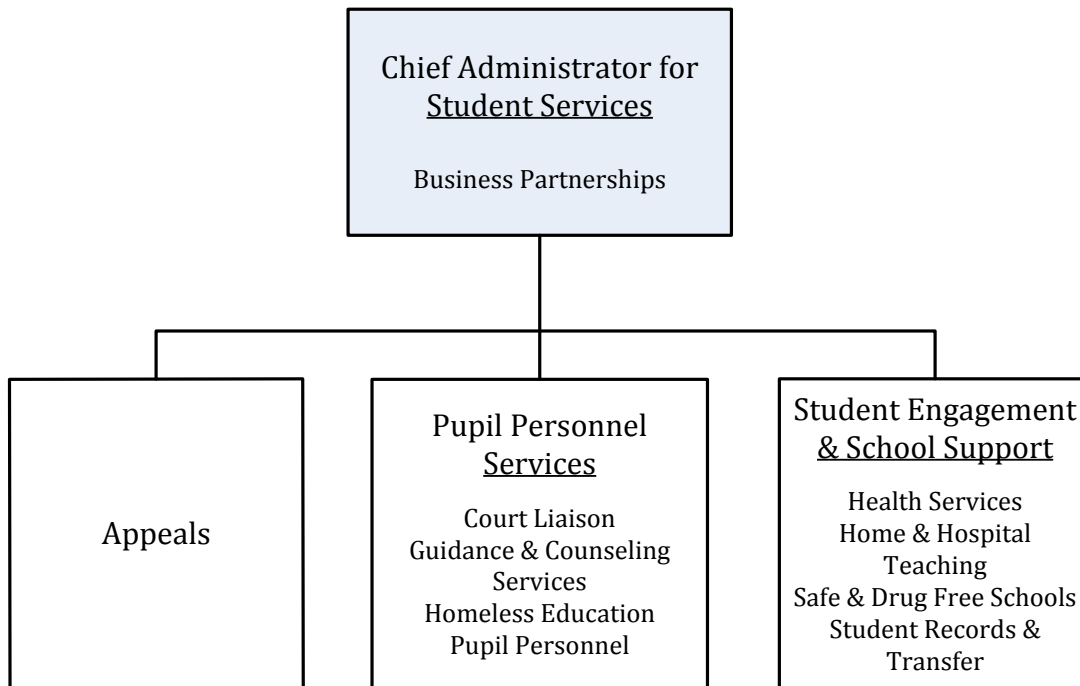 Chief Administrator for
Student Services
Business Partnerships
Appeals
Pupil Personnel
Services
Court Liaison
Guidance & Counseling
Services
Homeless Education
Pupil Personnel
Student Engagement
& School Support
Health Services
Home & Hospital
Teaching
Safe & Drug Free Schools
Student Records &
Transfer